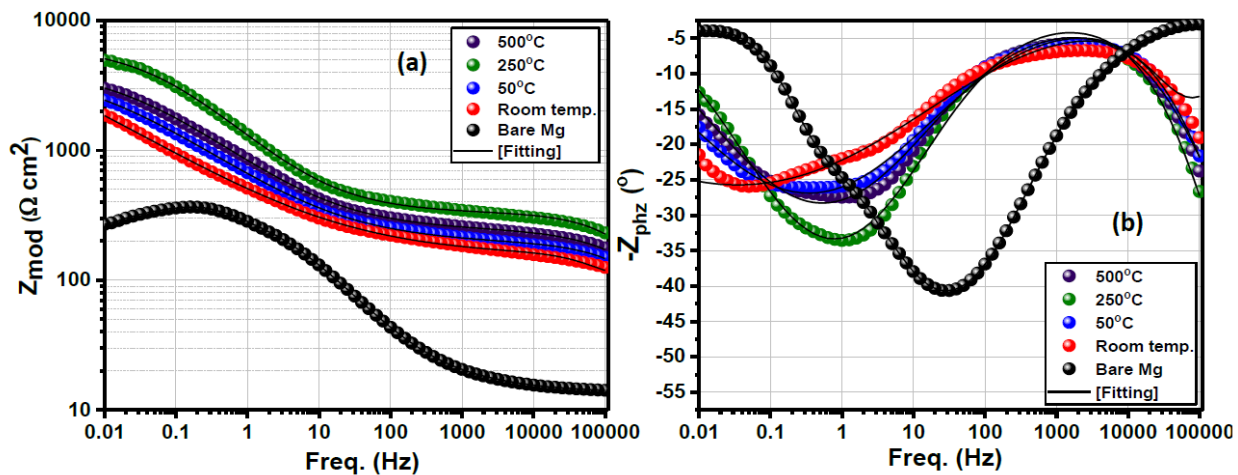 (a)
500°C
250°C
50°C
Room temp.
Bare Mg
[Fitting]
Z mod (Ω cm²)
10000
1000
100
10
0.01 0.1 1 10 100 1000 10000 100000
Freq. (Hz)
(b)
-Z phz (°)
-5
-10
-15
-20
-25
-30
-35
-40
-45
-50
-55
500°C
250°C
50°C
Room temp.
Bare Mg
[Fitting]
0.01 0.1 1 10 100 1000 10000 100000
Freq. (Hz)